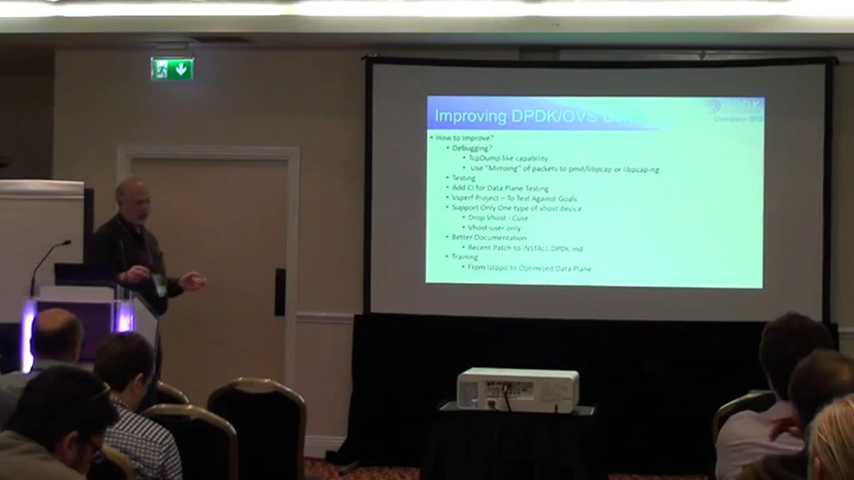 Improving DPDK/OVS
DPDK
• How to Improve?
• Debugging?
• TcpDump like capability
• Use "Mirroing" of packets to pmd/libpcap or libpcap-ng
• Testing
• Add CI for Data Plane Testing
• Vsperf Project – To Test Against Goals
• Support Only One type of vhost device
• Drop Vhost - Cuse
• Vhost-user only
• Better Documentation
• Recent Patch to INSTALL.DPDK.md
• Training
• From lstopo to Optimized Data Plane